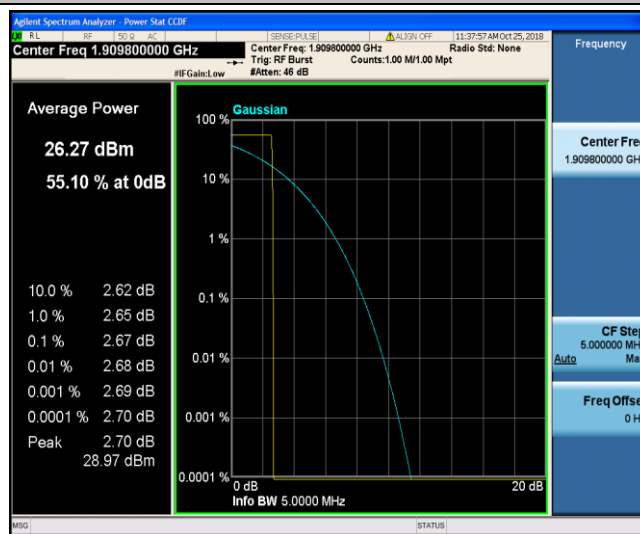 Agilent Spectrum Analyzer - Power Stat CCDF
RL RF 50 Ω AC SENSE:PULSE ALIGN OFF 11:37:57 AM Oct 25, 2018
Center Freq 1.909800000 GHz
Center Freq: 1.909800000 GHz Radio Std: None
Trig: RF Burst Counts:1.00 M/1.00 Mpt
#IFGain:Low #Atten: 46 dB
Frequency
Average Power
26.27 dBm
55.10 % at 0dB
10.0 % 2.62 dB
1.0 % 2.65 dB
0.1 % 2.67 dB
0.01 % 2.68 dB
0.001 % 2.69 dB
0.0001 % 2.70 dB
Peak 2.70 dB
28.97 dBm
Gaussian
100 %
10 %
1 %
0.1 %
0.01 %
0.001 %
0.0001 %
0 dB 20 dB
Info BW 5.0000 MHz
Center Fre
1.909800000 GH
CF Ste
5.000000 MH
Auto Ma
Freq Offse
0 H
MSG STATUS